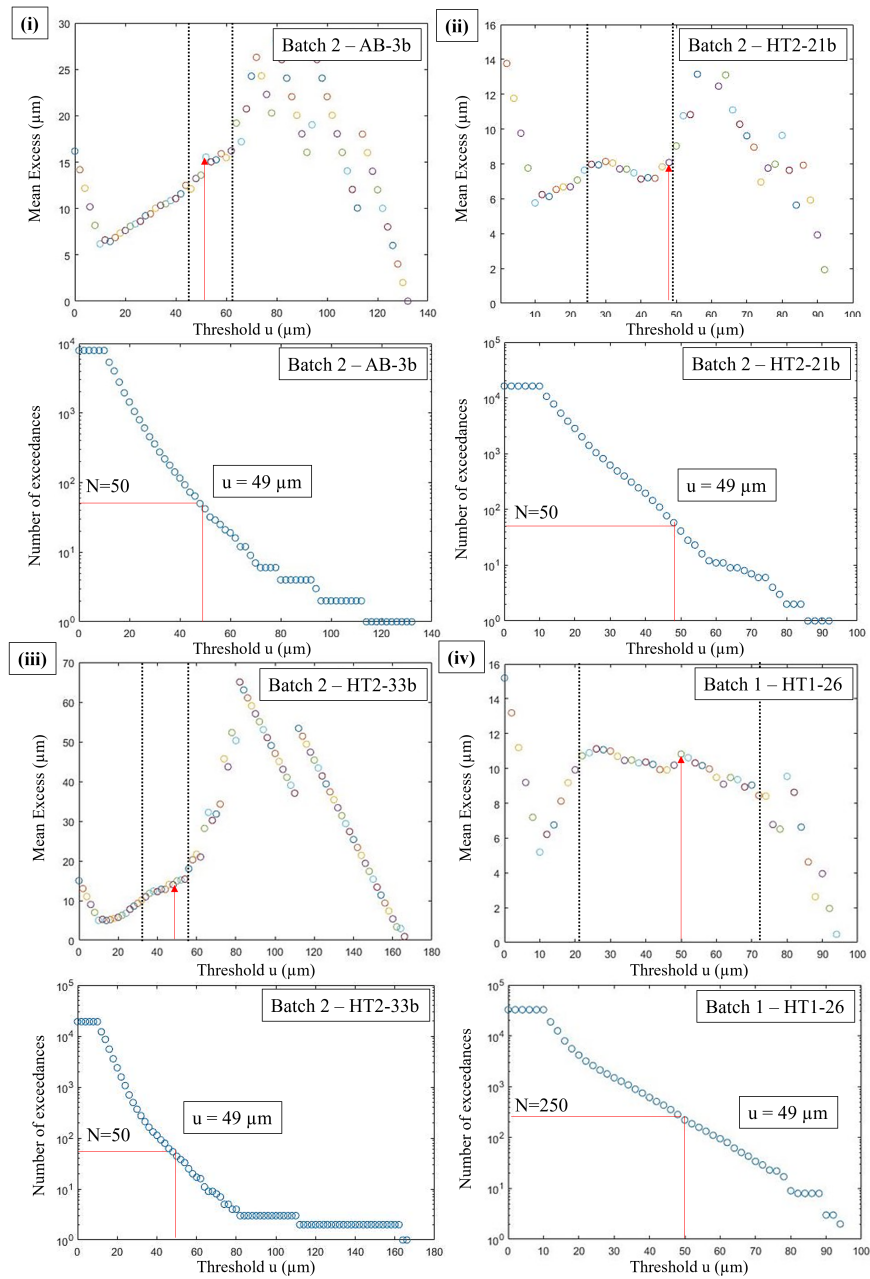 (i)
Batch 2 – AB-3b
Mean Excess (µm)
30
25
20
15
10
5
0
0 20 40 60 80 100 120 140
Threshold u (µm)
(ii)
Batch 2 – HT2-21b
Mean Excess (µm)
16
14
12
10
8
6
4
2
0
0 10 20 30 40 50 60 70 80 90 100
Threshold u (µm)
Batch 2 – AB-3b
Number of exceedances
10^4
10^3
10^2
10^1
10^0
N=50
u = 49 µm
0 20 40 60 80 100 120 140
Threshold u (µm)
Batch 2 – HT2-21b
Number of exceedances
10^5
10^4
10^3
10^2
10^1
10^0
N=50
u = 49 µm
0 10 20 30 40 50 60 70 80 90 100
Threshold u (µm)
(iii)
Batch 2 – HT2-33b
Mean Excess (µm)
70
60
50
40
30
20
10
0
0 20 40 60 80 100 120 140 160 180
Threshold u (µm)
(iv)
Batch 1 – HT1-26
Mean Excess (µm)
16
14
12
10
8
6
4
2
0
0 10 20 30 40 50 60 70 80 90 100
Threshold u (µm)
Batch 2 – HT2-33b
Number of exceedances
10^5
10^4
10^3
10^2
10^1
10^0
N=50
u = 49 µm
0 20 40 60 80 100 120 140 160 180
Threshold u (µm)
Batch 1 – HT1-26
Number of exceedances
10^5
10^4
10^3
10^2
10^1
10^0
N=250
u = 49 µm
0 10 20 30 40 50 60 70 80 90 100
Threshold u (µm)